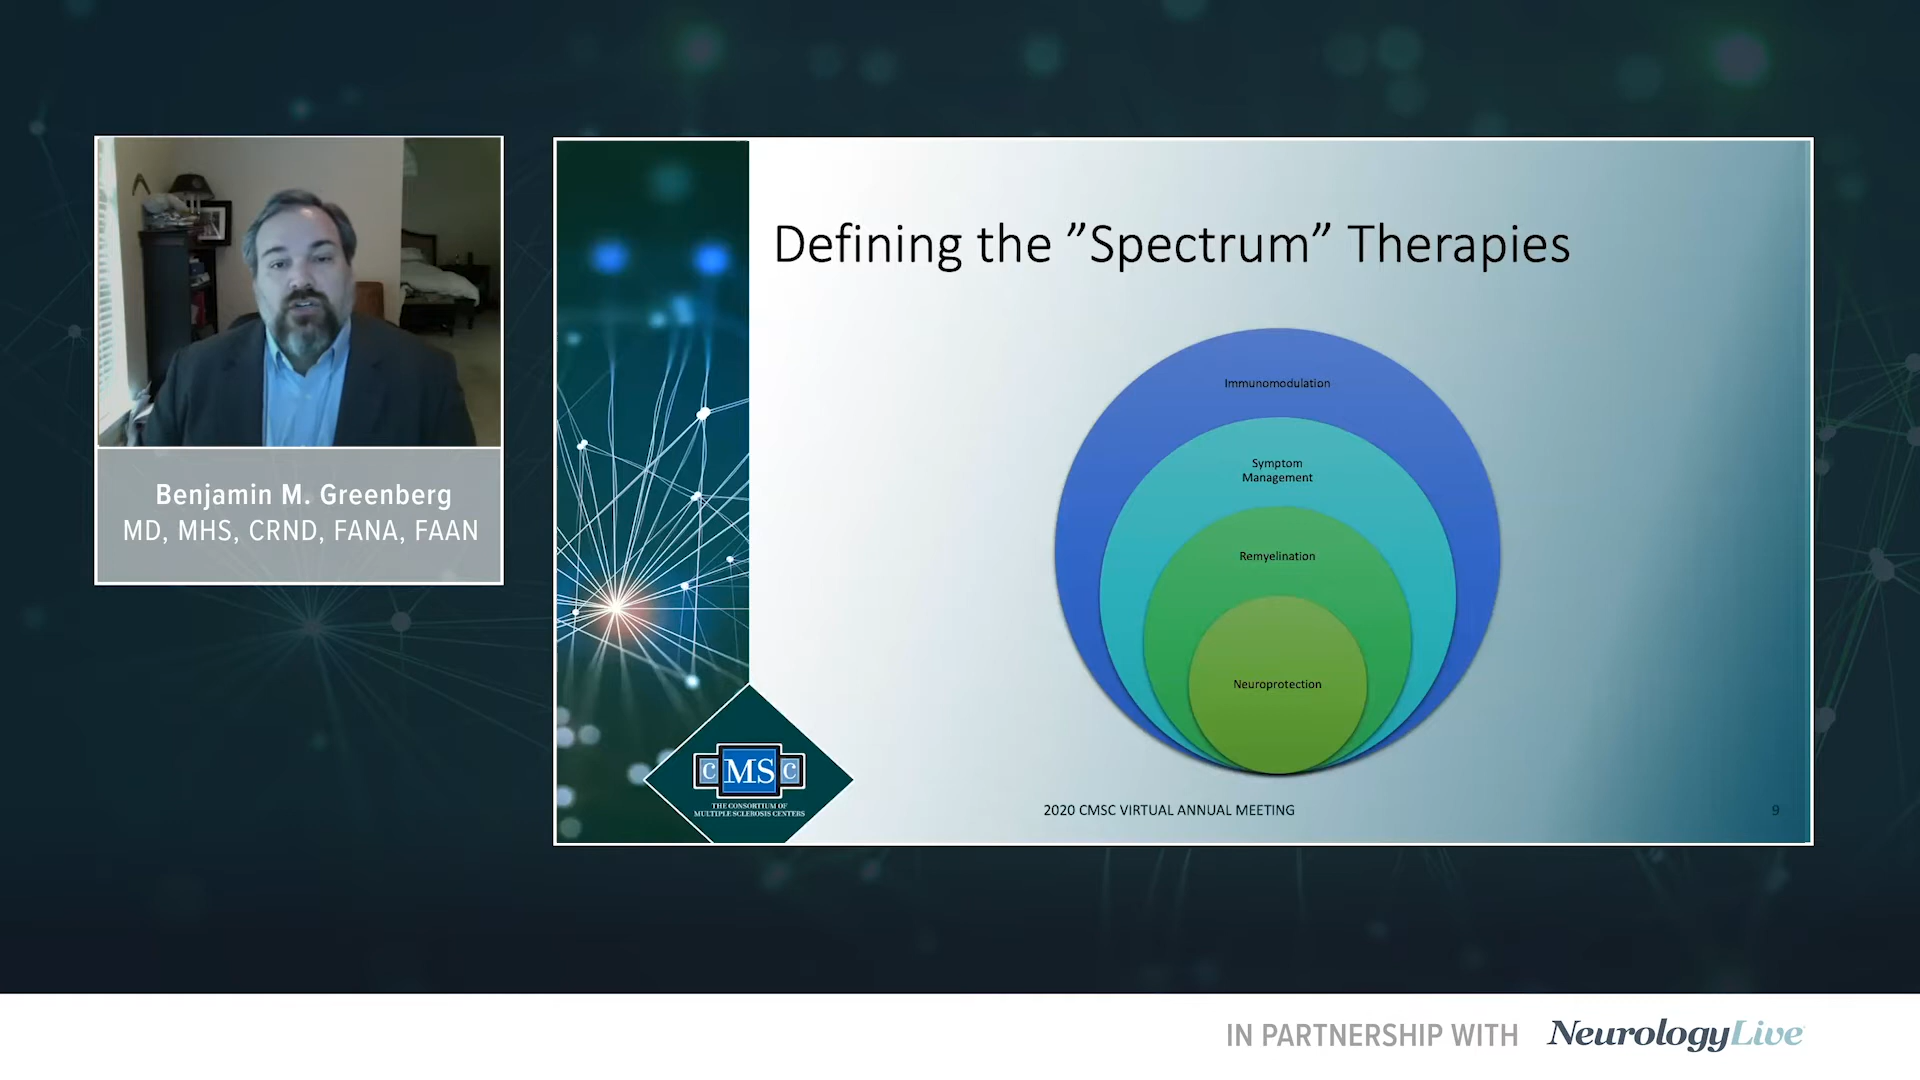 Benjamin M. Greenberg
MD, MHS, CRND, FANA, FAAN
Defining the ”Spectrum” Therapies
Immunomodulation
Symptom
Management
Remyelination
Neuroprotection
C MS C
THE CONSORTIUM OF
MULTIPLE SCLEROSIS CENTERS
2020 CMSC VIRTUAL ANNUAL MEETING
9
IN PARTNERSHIP WITH NeurologyLive